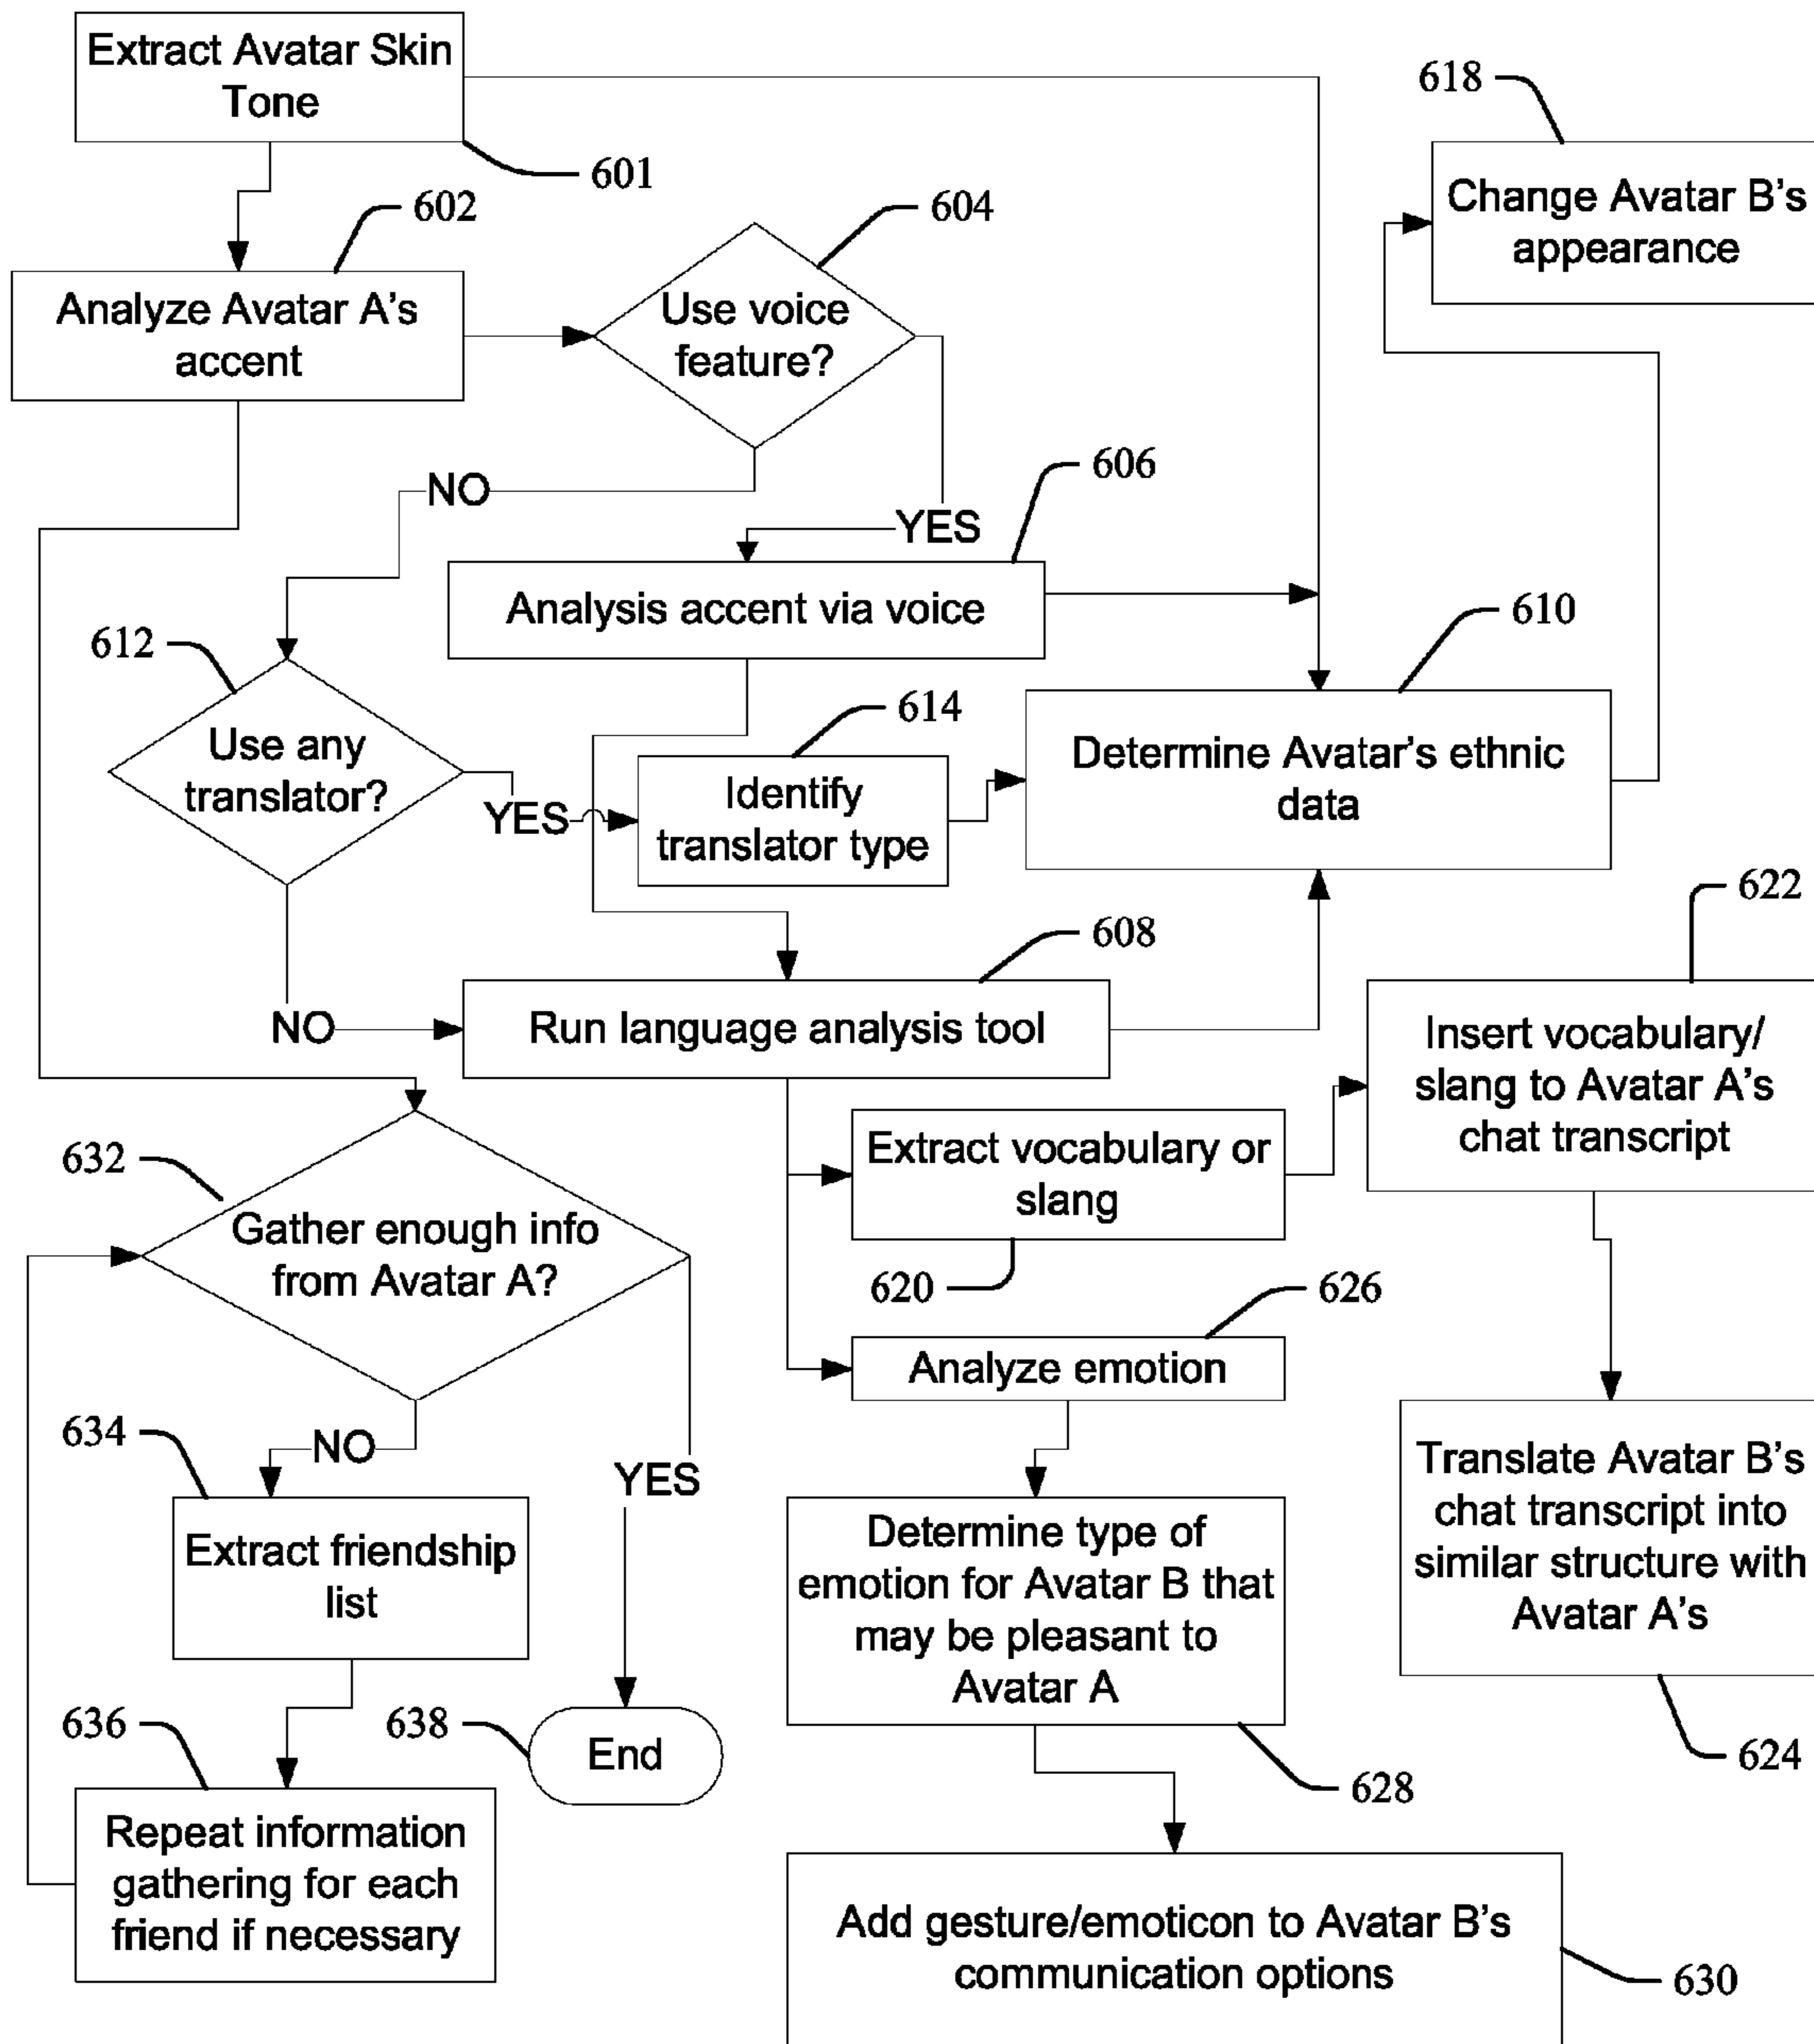 Extract Avatar Skin
Tone
601
618
Change Avatar B's
appearance
602
Analyze Avatar A's
accent
604
Use voice
feature?
NO
YES
606
Analysis accent via voice
610
Determine Avatar's ethnic
data
612
Use any
translator?
YES
614
Identify
translator type
NO
608
Run language analysis tool
622
Insert vocabulary/
slang to Avatar A's
chat transcript
Extract vocabulary or
slang
620
632
Gather enough info
from Avatar A?
626
Analyze emotion
634
NO
YES
Extract friendship
list
Determine type of
emotion for Avatar B that
may be pleasant to
Avatar A
628
Translate Avatar B's
chat transcript into
similar structure with
Avatar A's
624
636
Repeat information
gathering for each
friend if necessary
638
End
Add gesture/emoticon to Avatar B's
communication options
630